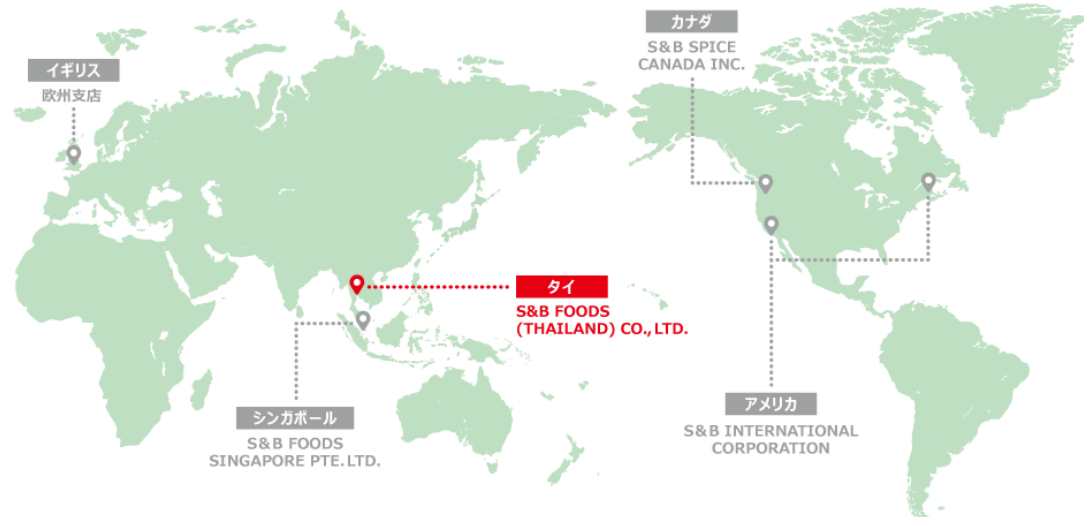 カナダ
S&B SPICE
CANADA INC.
イギリス
欧州支店
タイ
S&B FOODS
(THAILAND) CO.,LTD.
シンガポール
S&B FOODS
SINGAPORE PTE.LTD.
アメリカ
S&B INTERNATIONAL
CORPORATION